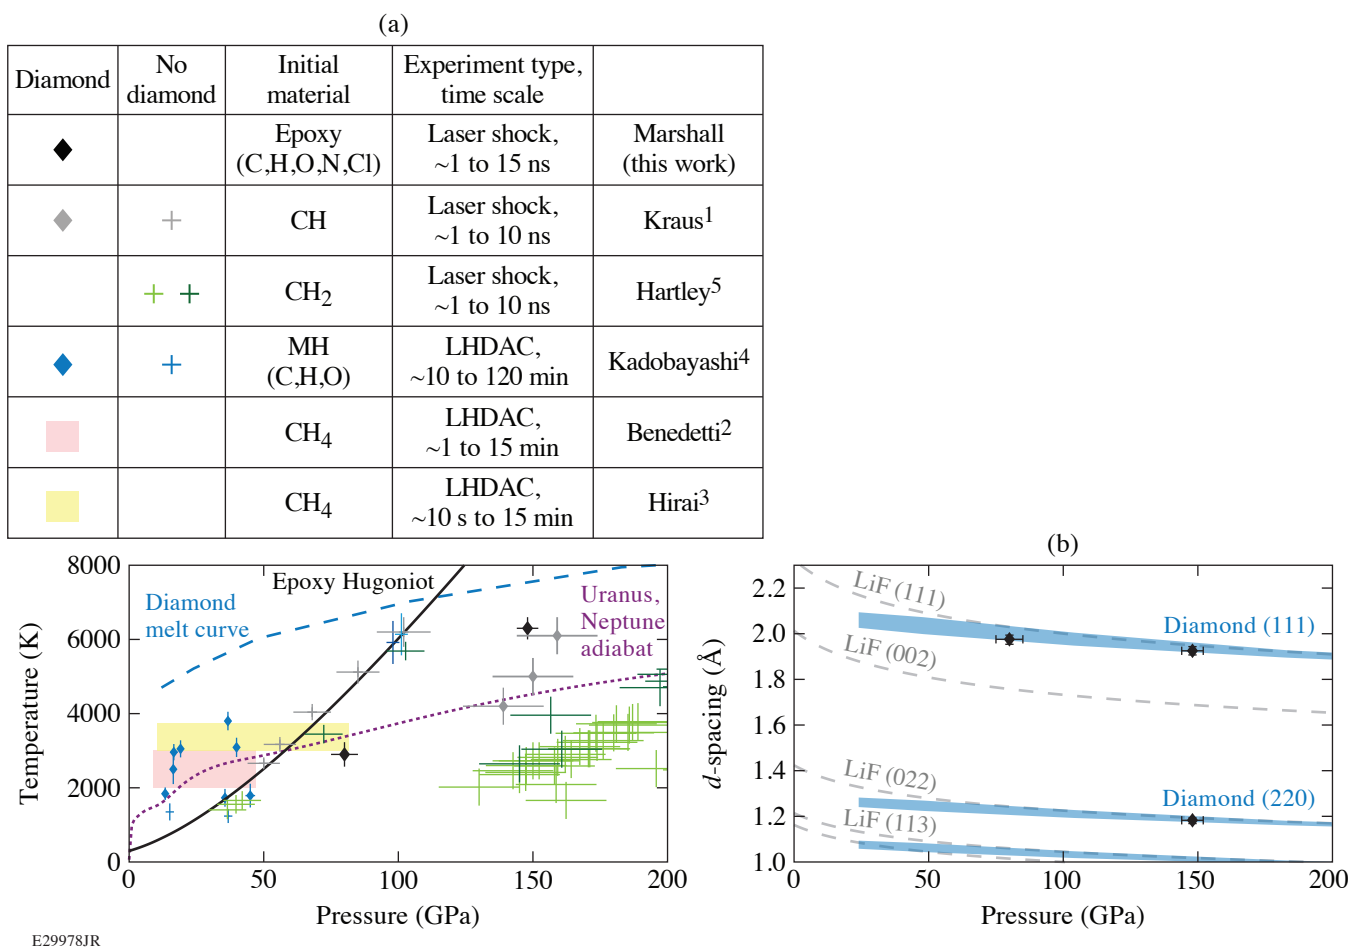 (a)
Diamond
No
diamond
Initial
material
Experiment type,
time scale
Epoxy
(C,H,O,N,Cl)
Laser shock,
~1 to 15 ns
Marshall
(this work)
CH
Laser shock,
~1 to 10 ns
Kraus1
CH2
Laser shock,
~1 to 10 ns
Hartley5
MH
(C,H,O)
LHDAC,
~10 to 120 min
Kadobayashi4
CH4
LHDAC,
~1 to 15 min
Benedetti2
CH4
LHDAC,
~10 s to 15 min
Hirai3
8000
6000
4000
2000
0
Temperature (K)
Epoxy Hugoniot
Diamond
melt curve
Uranus,
Neptune
adiabat
0
50
100
150
200
Pressure (GPa)
(b)
2.2
2.0
1.8
1.6
1.4
1.2
1.0
d-spacing (Å)
LiF (111)
Diamond (111)
LiF (002)
LiF (022)
Diamond (220)
LiF (113)
0
50
100
150
200
Pressure (GPa)
E29978JR